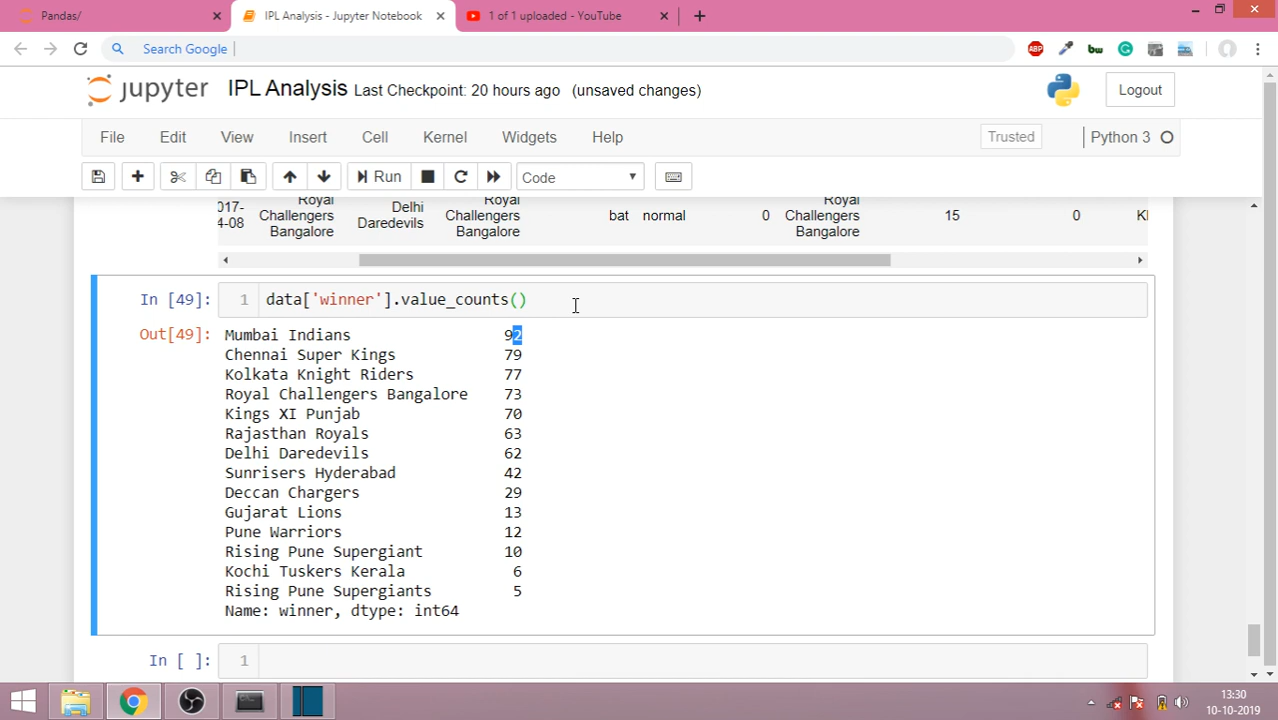 Pandas/
IPL Analysis - Jupyter Notebook
1 of 1 uploaded - YouTube
Search Google
ABP
bw
jupyter
IPL Analysis Last Checkpoint: 20 hours ago (unsaved changes)
Logout
File Edit View Insert Cell Kernel Widgets Help
Trusted
Python 3
Run
Code
017-
4-08
Royal
Challengers
Bangalore
Delhi
Daredevils
Royal
Challengers
Bangalore
bat normal 0
Royal
Challengers
Bangalore
15 0
In [49]: 1 data['winner'].value_counts()
Out[49]: Mumbai Indians 92
Chennai Super Kings 79
Kolkata Knight Riders 77
Royal Challengers Bangalore 73
Kings XI Punjab 70
Rajasthan Royals 63
Delhi Daredevils 62
Sunrisers Hyderabad 42
Deccan Chargers 29
Gujarat Lions 13
Pune Warriors 12
Rising Pune Supergiant 10
Kochi Tuskers Kerala 6
Rising Pune Supergiants 5
Name: winner, dtype: int64
In [ ]: 1
13:30
10-10-2019